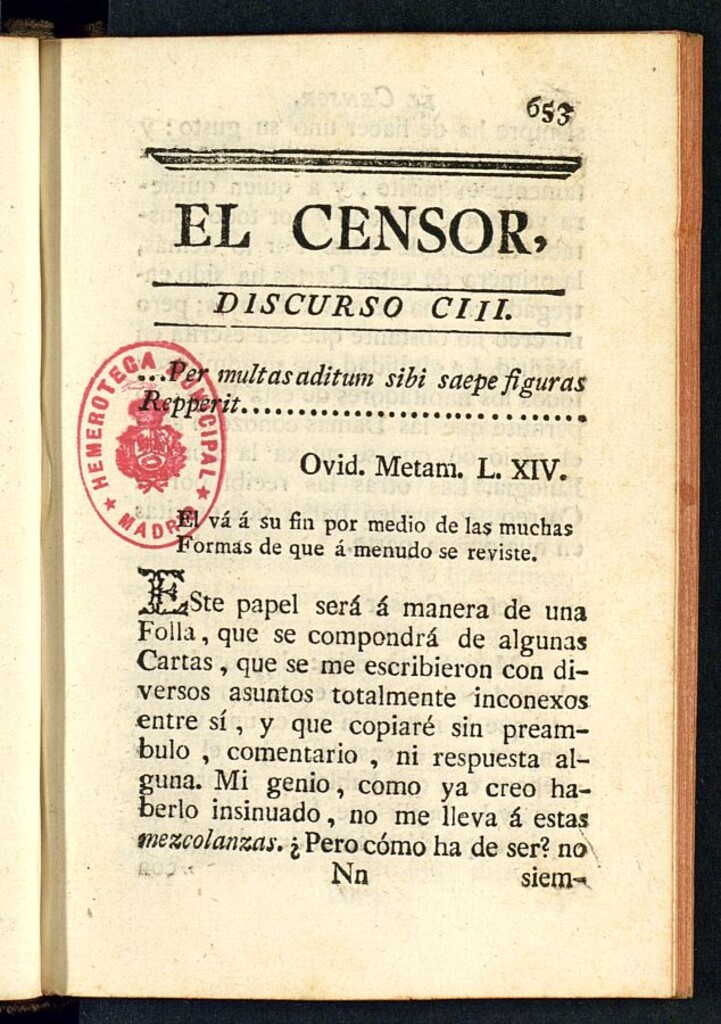 653
EL CENSOR,
DISCURSO CIII.
...Per multas aditum sibi saepe figuras
Repperit..........................................
Ovid. Metam. L. XIV.
HEMEROTECA MUNICIPAL
★ MADRID ★
El vá á su fin por medio de las muchas
Formas de que á menudo se reviste.
ESte papel será á manera de una
Folla, que se compondrá de algunas
Cartas, que se me escribieron con di-
versos asuntos totalmente inconexos
entre sí, y que copiaré sin preám-
bulo, comentario, ni respuesta al-
guna. Mi genio, como ya creo ha-
berlo insinuado, no me lleva á estas
mezcolanzas. ¿Pero cómo ha de ser? no
Nn siem-